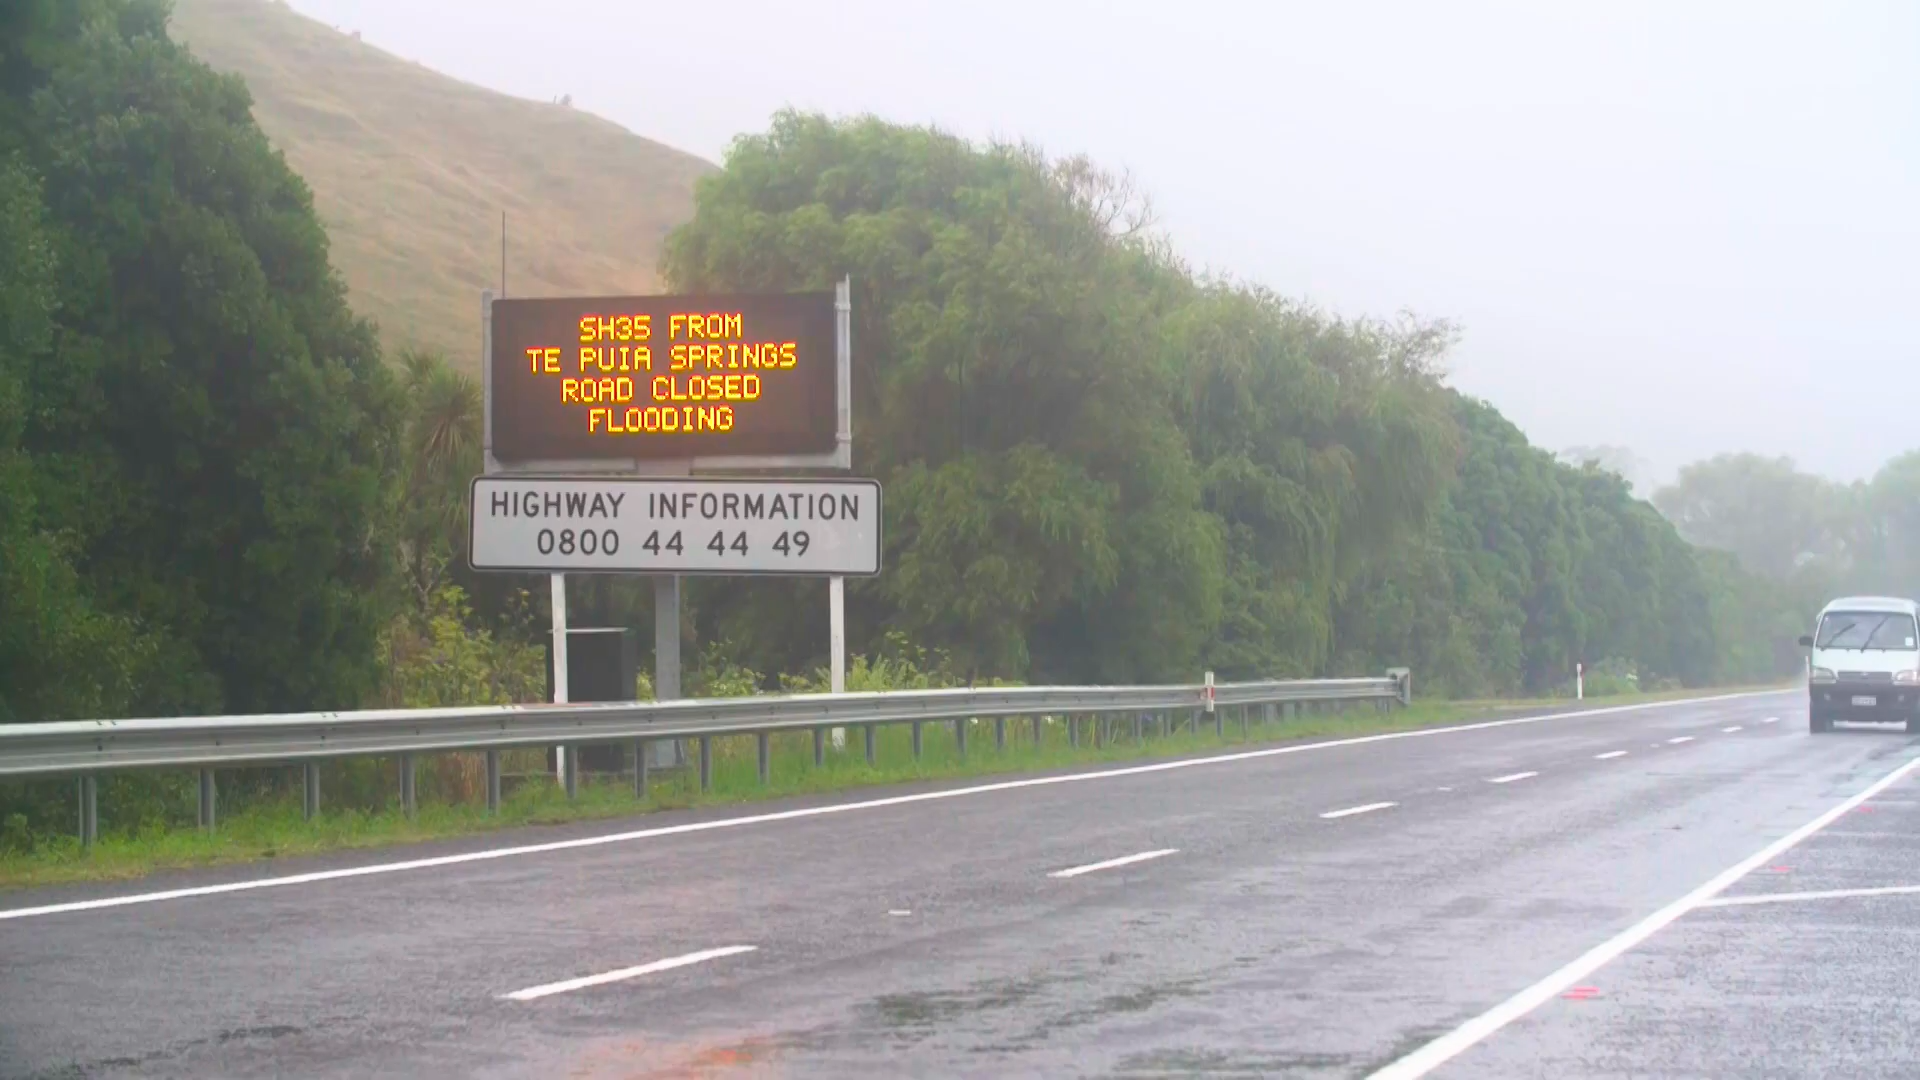 SH35 FROM
TE PUIA SPRINGS
ROAD CLOSED
FLOODING
HIGHWAY INFORMATION
0800 44 44 49